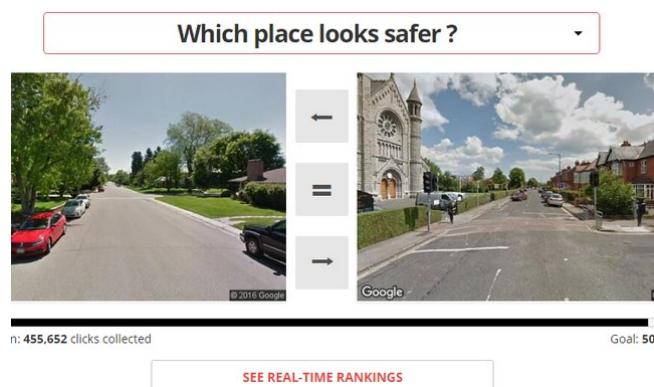 Which place looks safer ?
© 2016 Google
Google
n: 455,652 clicks collected
Goal: 50
SEE REAL-TIME RANKINGS